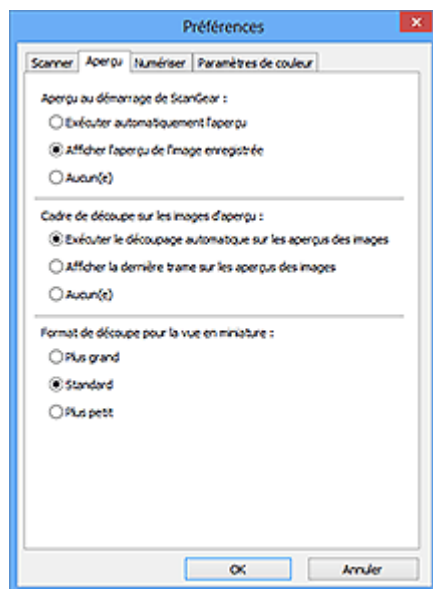 Préférences
Scanner Aperçu Numériser Paramètres de couleur
Aperçu au démarrage de ScanGear :
Exécuter automatiquement l'aperçu
Afficher l'aperçu de l'image enregistrée
Aucun(e)
Cadre de découpe sur les images d'aperçu :
Exécuter le découpage automatique sur les aperçus des images
Afficher la dernière trame sur les aperçus des images
Aucun(e)
Format de découpe pour la vue en miniature :
Plus grand
Standard
Plus petit
OK Annuler